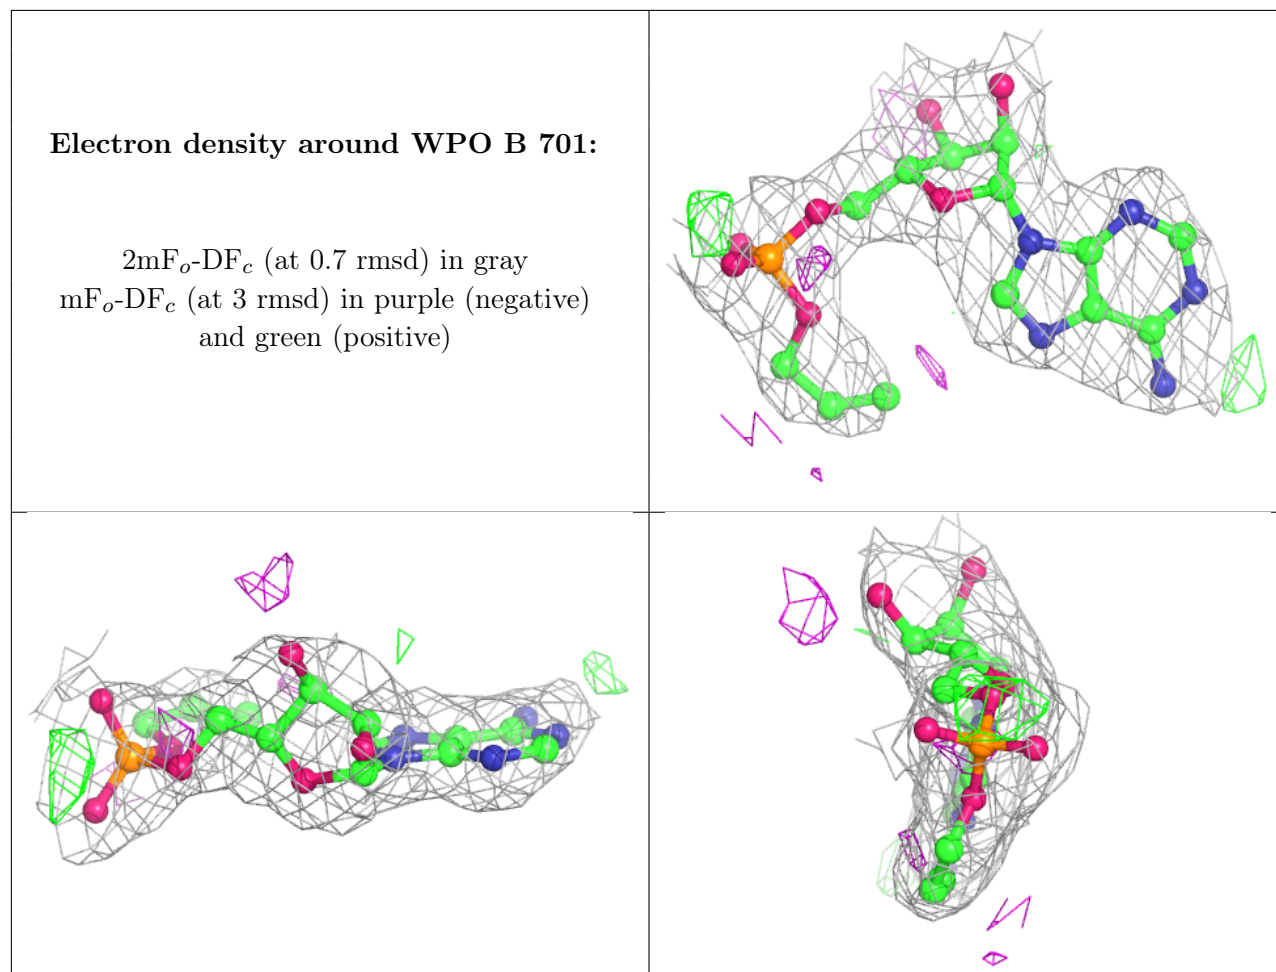 Electron density around WPO B 701:
2mFo-DFc (at 0.7 rmsd) in gray
mFo-DFc (at 3 rmsd) in purple (negative)
and green (positive)